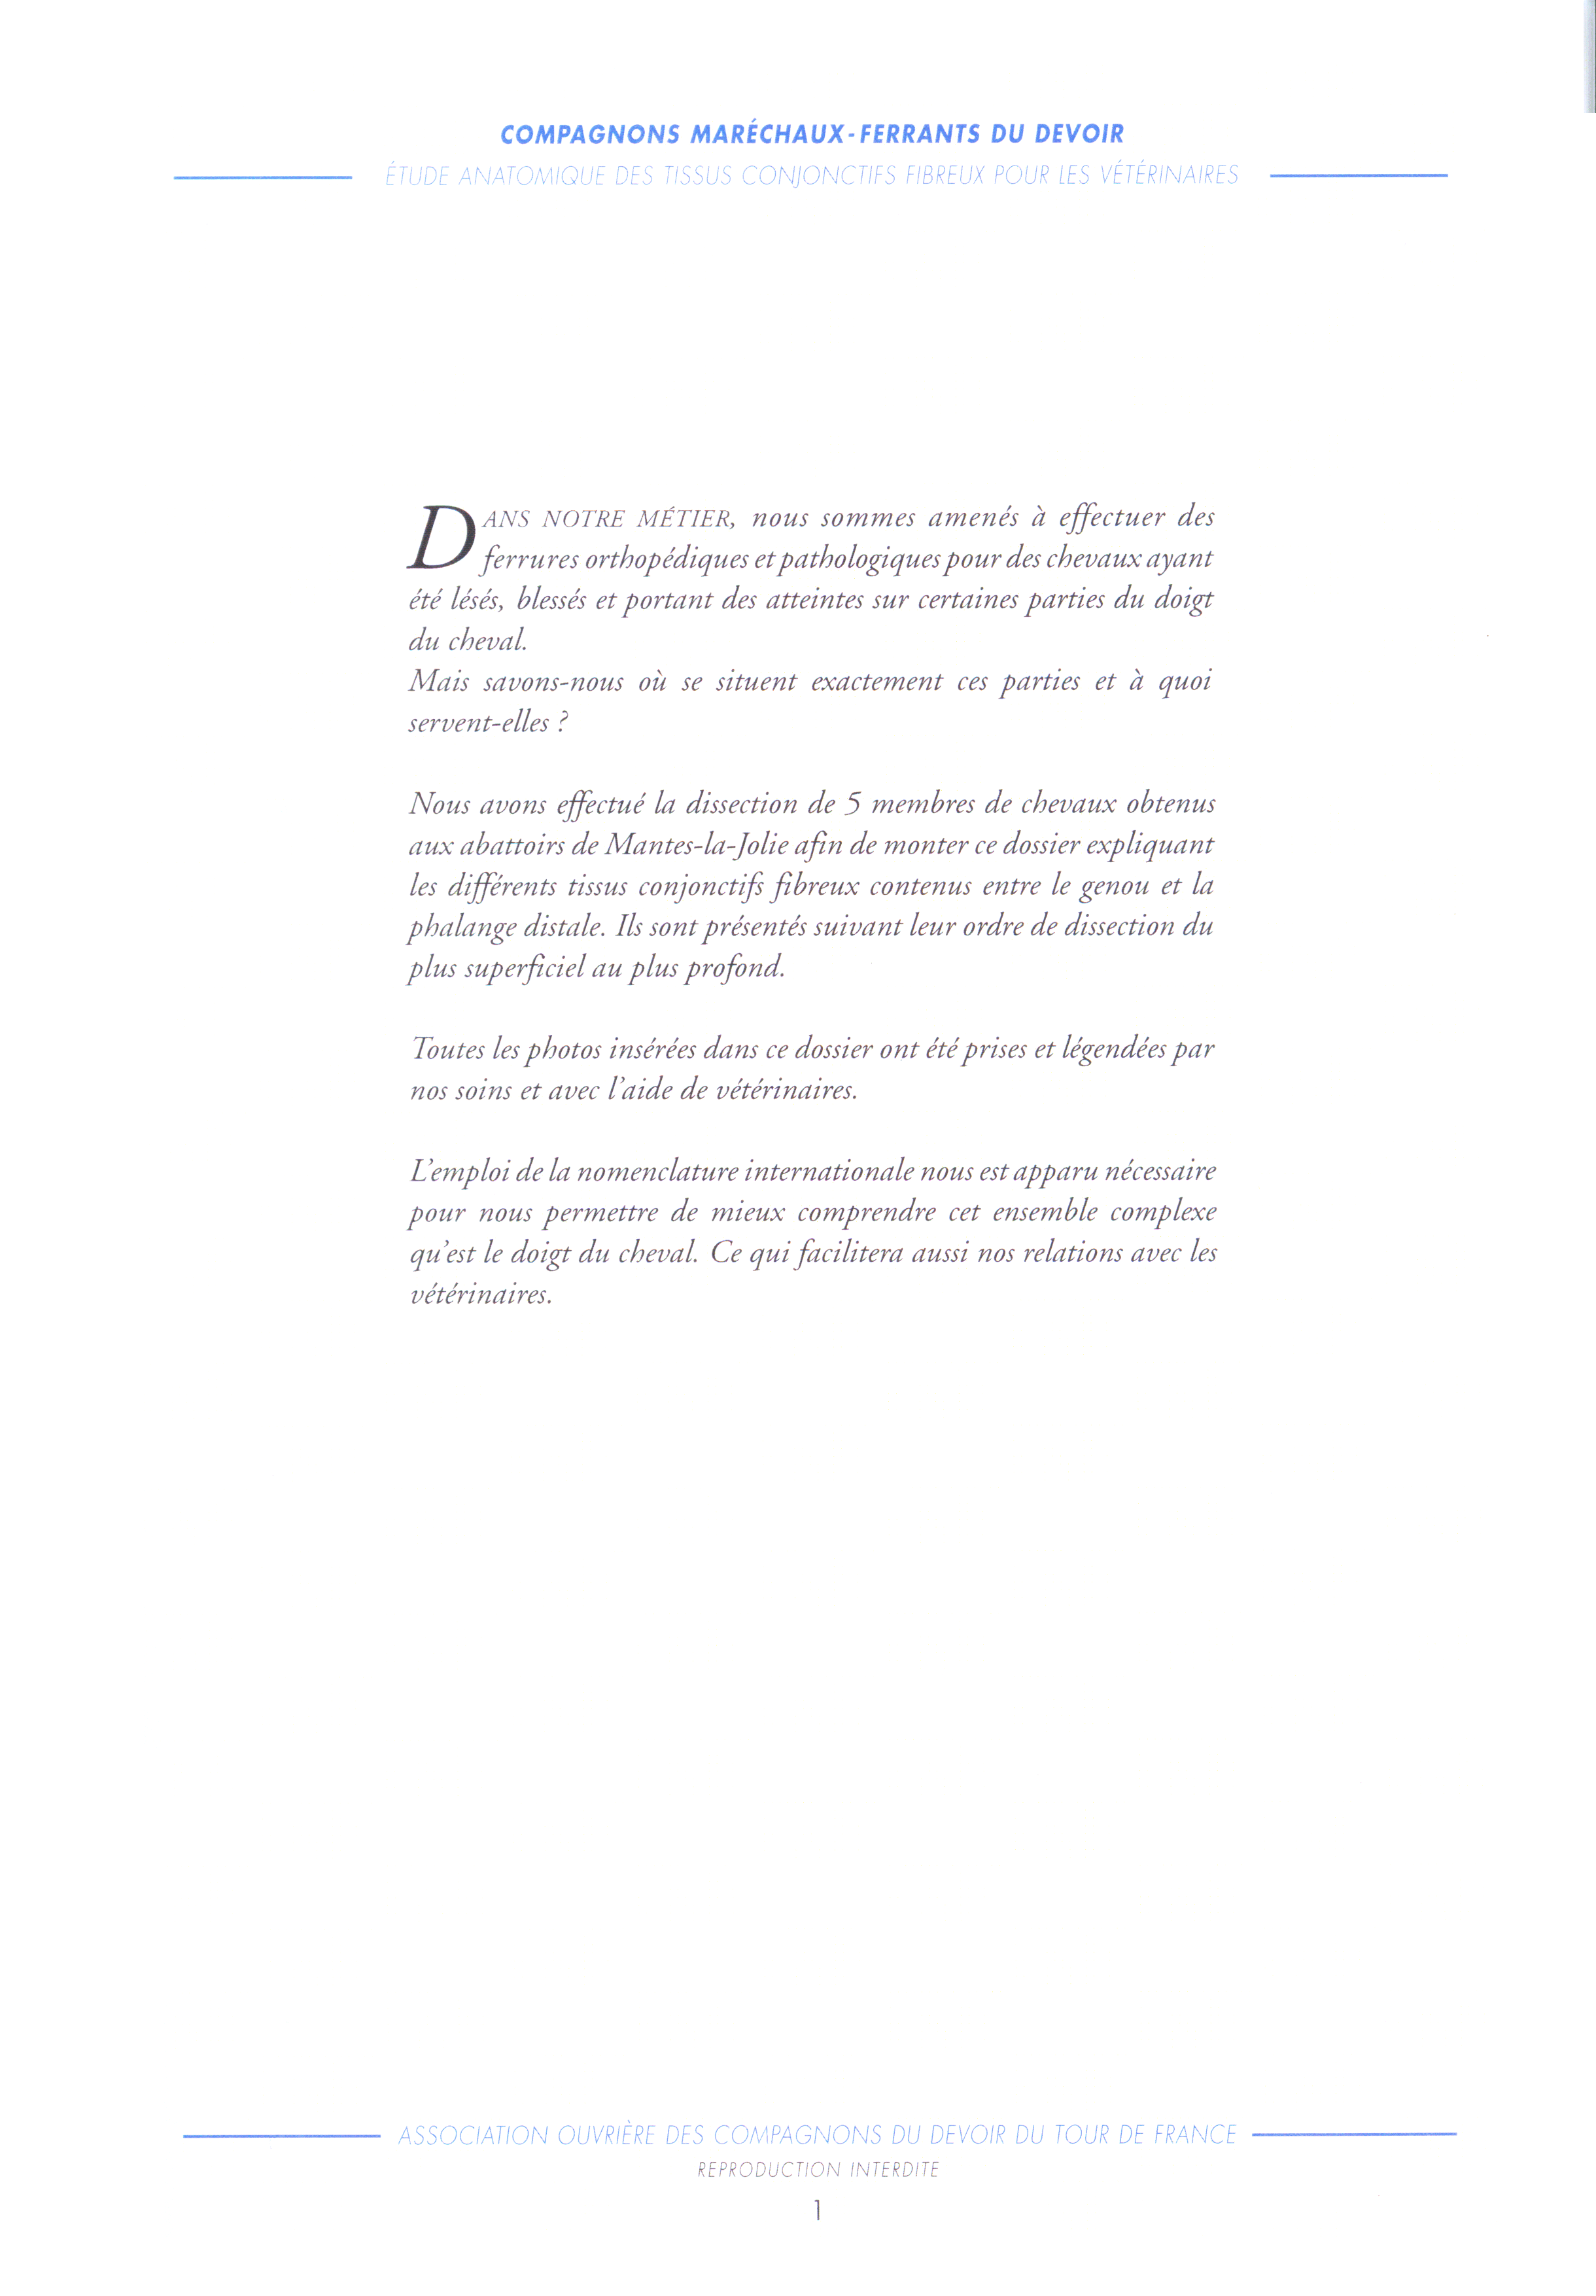 COMPAGNONS MARÉCHAUX-FERRANTS DU DEVOIR
ÉTUDE ANATOMIQUE DES TISSUS CONJONCTIFS FIBREUX POUR LES VÉTÉRINAIRES
DANS NOTRE MÉTIER, nous sommes amenés à effectuer des
ferrures orthopédiques et pathologiques pour des chevaux ayant
été lésés, blessés et portant des atteintes sur certaines parties du doigt
du cheval.
Mais savons-nous où se situent exactement ces parties et à quoi
servent-elles ?
Nous avons effectué la dissection de 5 membres de chevaux obtenus
aux abattoirs de Mantes-la-Jolie afin de monter ce dossier expliquant
les différents tissus conjonctifs fibreux contenus entre le genou et la
phalange distale. Ils sont présentés suivant leur ordre de dissection du
plus superficiel au plus profond.
Toutes les photos insérées dans ce dossier ont été prises et légendées par
nos soins et avec l'aide de vétérinaires.
L'emploi de la nomenclature internationale nous est apparu nécessaire
pour nous permettre de mieux comprendre cet ensemble complexe
qu'est le doigt du cheval. Ce qui facilitera aussi nos relations avec les
vétérinaires.
ASSOCIATION OUVRIÈRE DES COMPAGNONS DU DEVOIR DU TOUR DE FRANCE
REPRODUCTION INTERDITE
1